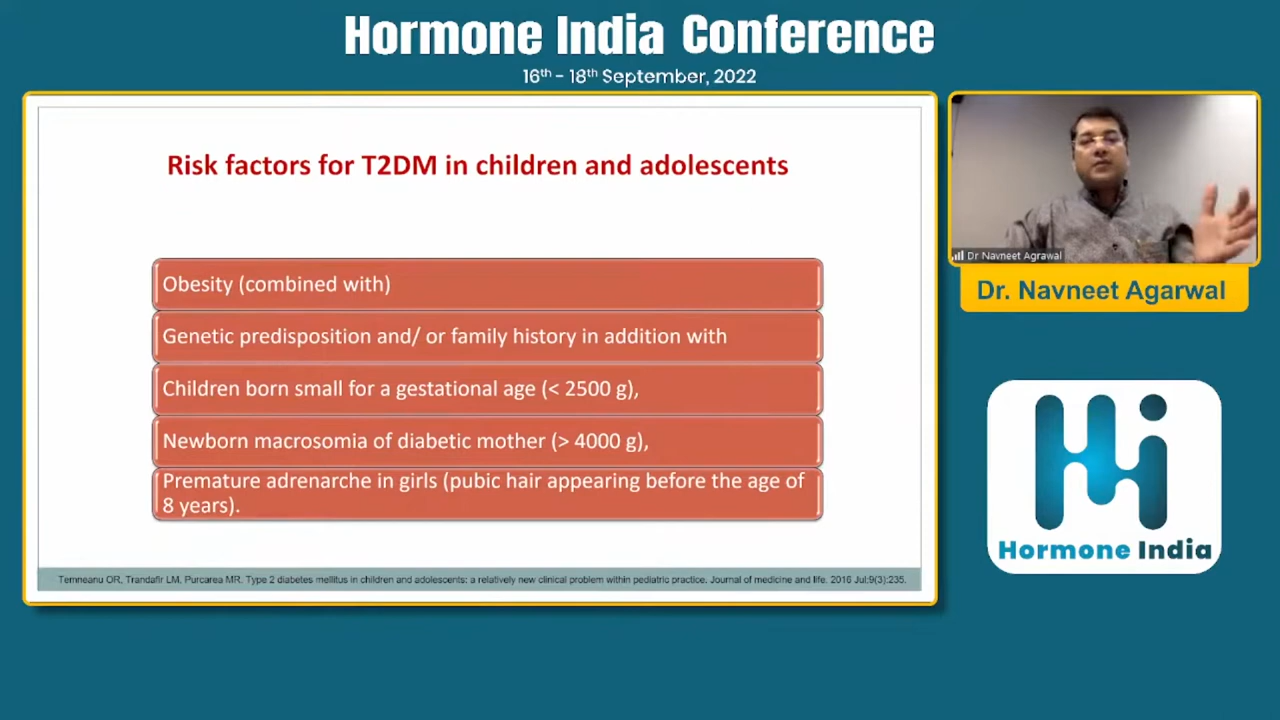 Hormone India Conference
16th - 18th September, 2022
Risk factors for T2DM in children and adolescents
Obesity (combined with)
Genetic predisposition and/ or family history in addition with
Children born small for a gestational age (< 2500 g),
Newborn macrosomia of diabetic mother (> 4000 g),
Premature adrenarche in girls (pubic hair appearing before the age of
8 years).
Temneanu OR, Trandafir LM, Purcarea MR. Type 2 diabetes mellitus in children and adolescents: a relatively new clinical problem within pediatric practice. Journal of medicine and life. 2016 Jul;9(3):235.
Dr Navneet Agrawal
Dr. Navneet Agarwal
Hormone India